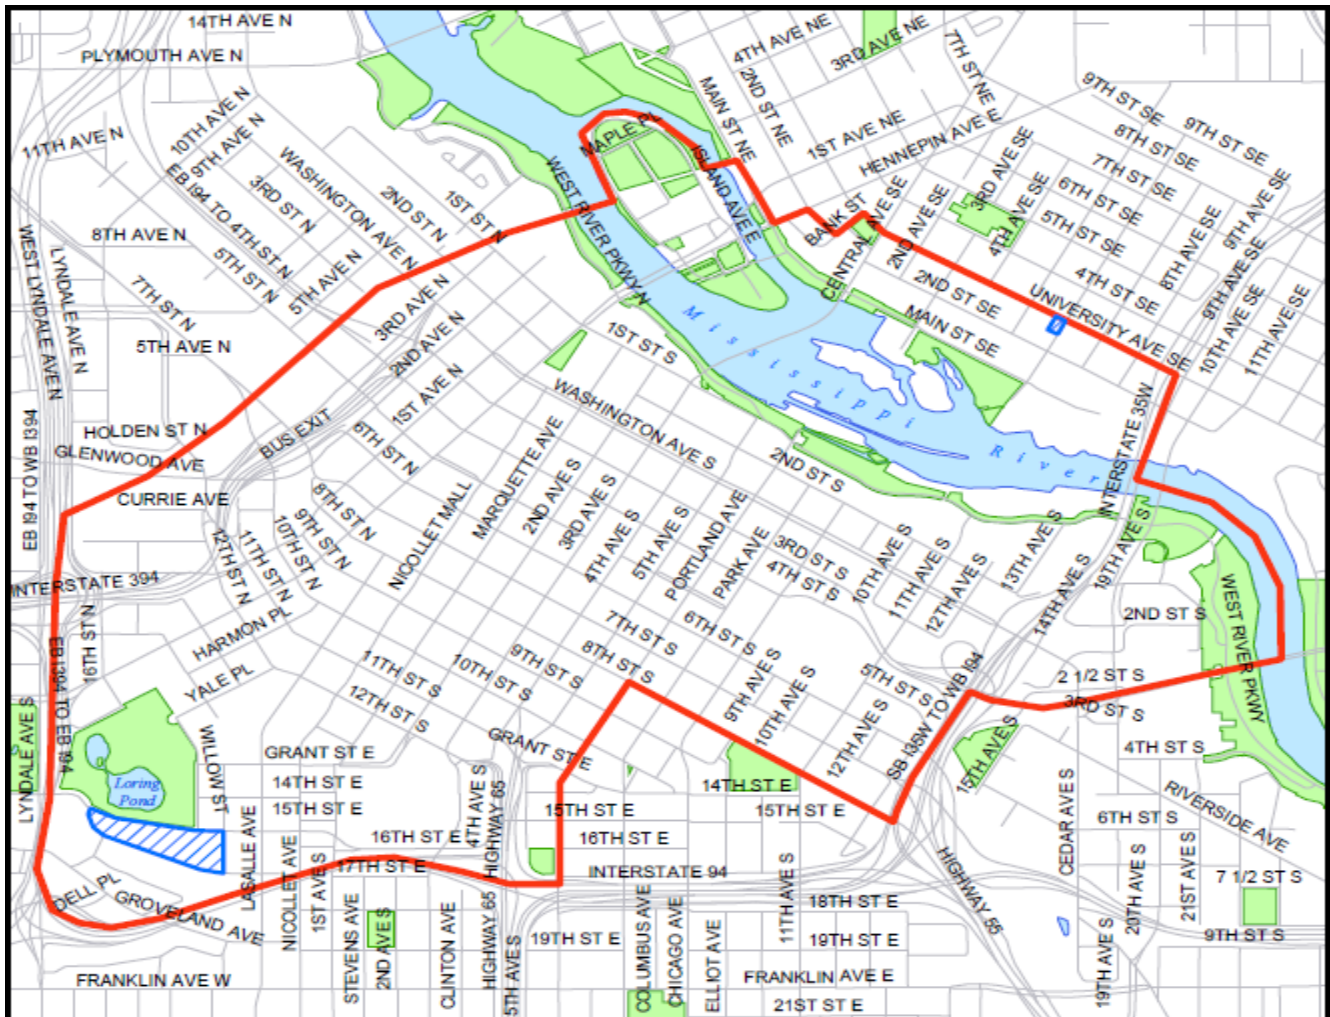 14TH AVE N
PLYMOUTH AVE N
4TH AVE NE
3RD AVE NE
7TH ST NE
2ND ST NE
MAIN ST NE
9TH ST SE
9TH ST SE
8TH ST SE
7TH ST SE
6TH ST SE
5TH ST SE
4TH ST SE
11TH AVE N
10TH AVE N
9TH AVE N
EB I94 TO 4TH ST N
3RD ST N
WASHINGTON AVE N
2ND ST N
1ST ST N
MAPLE PL
ISLAND AVE E
WEST RIVER PKWY N
1ST AVE NE
HENNEPIN AVE E
BANK ST
CENTRAL AVE SE
2ND AVE SE
3RD AVE SE
4TH AVE SE
8TH AVE SE
9TH AVE SE
9TH AVE SE
10TH AVE SE
11TH AVE SE
UNIVERSITY AVE SE
2ND ST SE
MAIN ST SE
8TH AVE N
WEST LYNDALE AVE N
LYNDALE AVE N
7TH ST N
5TH ST N
5TH AVE N
5TH AVE N
3RD AVE N
2ND AVE N
1ST AVE N
Mississippi River
1ST ST S
WASHINGTON AVE S
2ND ST S
INTERSTATE 35W
HOLDEN ST N
GLENWOOD AVE
CURRIE AVE
BUS EXIT
6TH ST N
8TH ST N
9TH ST N
10TH ST N
11TH ST N
12TH ST N
EB I94 TO WB I394
INTERSTATE 394
16TH ST N
EB I394 TO EB I94
HARMON PL
YALE PL
NICOLLET MALL
MARQUETTE AVE
2ND AVE S
3RD AVE S
4TH AVE S
5TH AVE S
PORTLAND AVE
PARK AVE
3RD ST S
4TH ST S
10TH AVE S
11TH AVE S
12TH AVE S
13TH AVE S
14TH AVE S
19TH AVE S
2ND ST S
WEST RIVER PKWY
2 1/2 ST S
3RD ST S
4TH ST S
6TH ST S
7TH ST S
8TH ST S
9TH ST S
10TH ST S
11TH ST S
12TH ST S
9TH AVE S
10TH AVE S
5TH ST S
12TH AVE S
SB I35W TO WB I94
15TH AVE S
LYNDALE AVE S
Loring
Pond
WILLOW ST
GRANT ST E
GRANT ST E
14TH ST E
15TH ST E
16TH ST E
17TH ST E
4TH AVE S
HIGHWAY 65
14TH ST E
15TH ST E
15TH ST E
16TH ST E
INTERSTATE 94
CEDAR AVE S
6TH ST S
RIVERSIDE AVE
7 1/2 ST S
20TH AVE S
21ST AVE S
9TH ST S
HIGHWAY 55
DELL PL
GROVELAND AVE
LASALLE AVE
NICOLLET AVE
1ST AVE S
STEVENS AVE
2ND AVE S
CLINTON AVE
HIGHWAY 65
5TH AVE S
19TH ST E
COLUMBUS AVE
CHICAGO AVE
ELLIOT AVE
11TH AVE S
18TH ST E
19TH ST E
19TH AVE S
FRANKLIN AVE W
FRANKLIN AVE E
21ST ST E